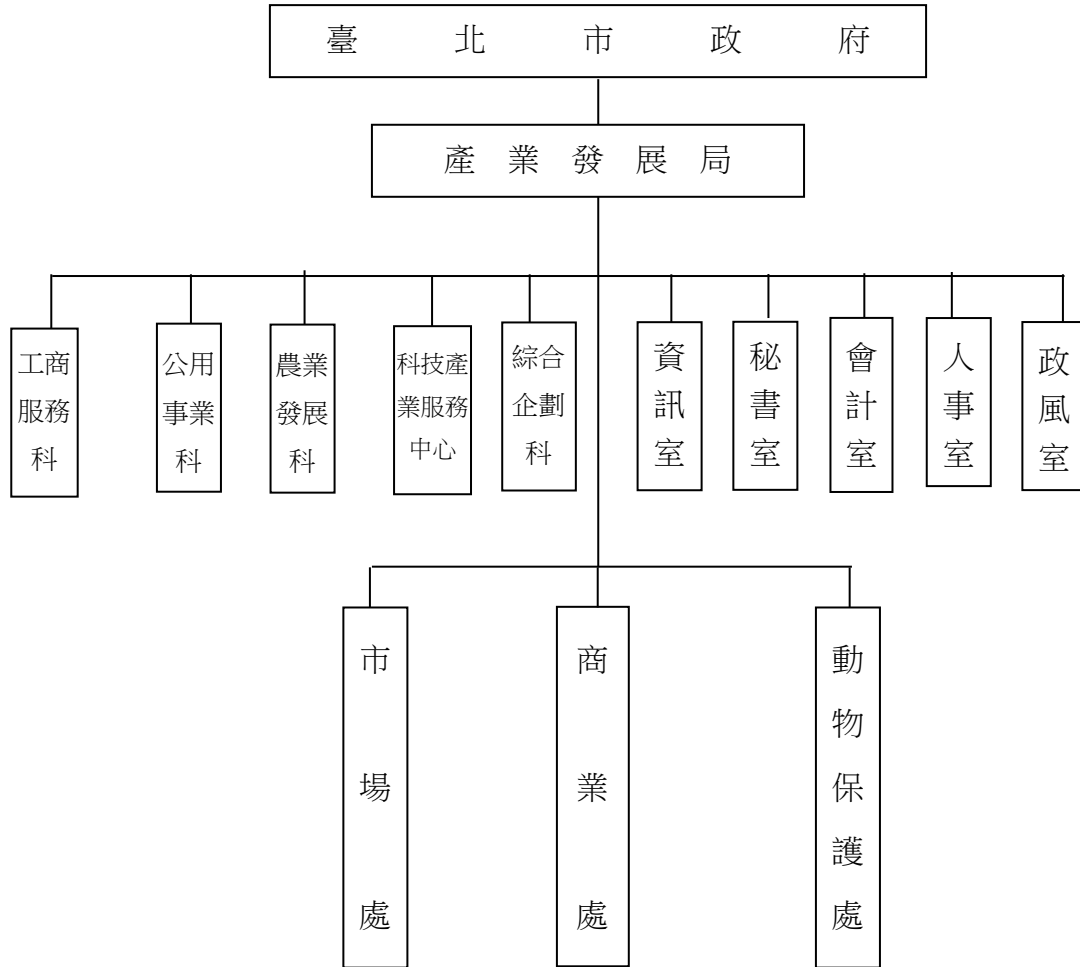 臺北市政府
產業發展局
工商
服務
科
公用
事業
科
農業
發展
科
科技產
業服務
中心
綜合
企劃
科
資訊室
秘書室
會計室
人事室
政風室
市場處
商業處
動物保護處